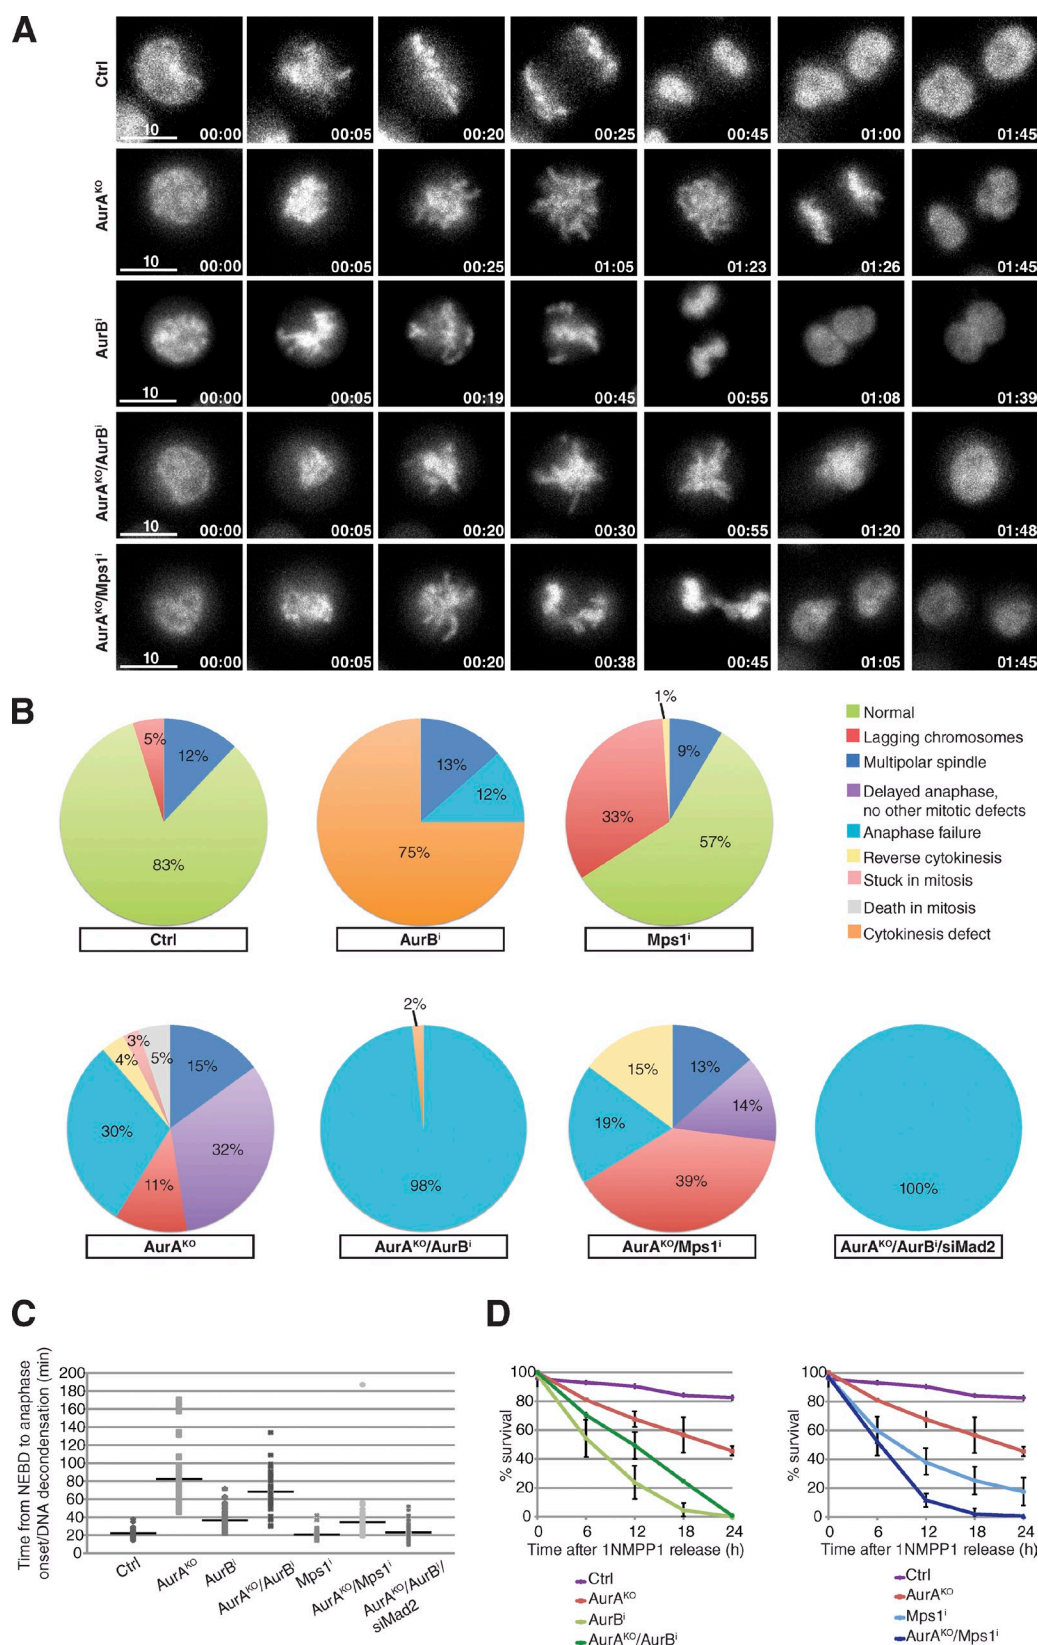 A
Ctrl
10
00:00
00:05
00:20
00:25
00:45
01:00
01:45
AurA^KO
10
00:00
00:05
00:25
01:05
01:23
01:26
01:45
AurB^i
10
00:00
00:05
00:19
00:45
00:55
01:08
01:39
AurA^KO/AurB^i
10
00:00
00:05
00:20
00:30
00:55
01:20
01:48
AurA^KO/Mps1^i
10
00:00
00:05
00:20
00:38
00:45
01:05
01:45
B
5%
12%
83%
Ctrl
13%
12%
75%
AurB^i
1%
9%
33%
57%
Mps1^i
Normal
Lagging chromosomes
Multipolar spindle
Delayed anaphase,
no other mitotic defects
Anaphase failure
Reverse cytokinesis
Stuck in mitosis
Death in mitosis
Cytokinesis defect
3%
4%
5%
15%
30%
32%
11%
AurA^KO
2%
98%
AurA^KO/AurB^i
15%
13%
19%
14%
39%
AurA^KO/Mps1^i
100%
AurA^KO/AurB^i/siMad2
C
Time from NEBD to anaphase
onset/DNA decondensation (min)
200
180
160
140
120
100
80
60
40
20
0
Ctrl
AurA^KO
AurB^i
AurA^KO/AurB^i
Mps1^i
AurA^KO/Mps1^i
AurA^KO/AurB^i/
siMad2
D
% survival
100
80
60
40
20
0
0 6 12 18 24
Time after 1NMPP1 release (h)
Ctrl
AurA^KO
AurB^i
AurA^KO/AurB^i
% survival
100
80
60
40
20
0
0 6 12 18 24
Time after 1NMPP1 release (h)
Ctrl
AurA^KO
Mps1^i
AurA^KO/Mps1^i